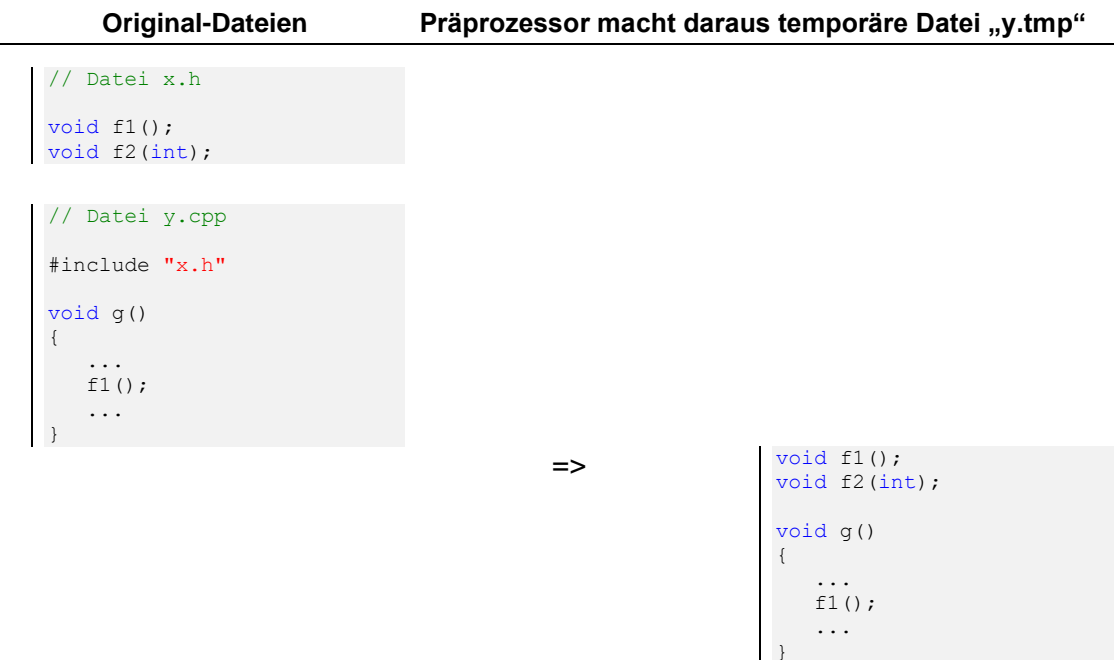 Original-Dateien Präprozessor macht daraus temporäre Datei „y.tmp“
// Datei x.h
void f1();
void f2(int);
// Datei y.cpp
#include "x.h"
void g()
{
...
f1();
...
}
=>
void f1();
void f2(int);
void g()
{
...
f1();
...
}